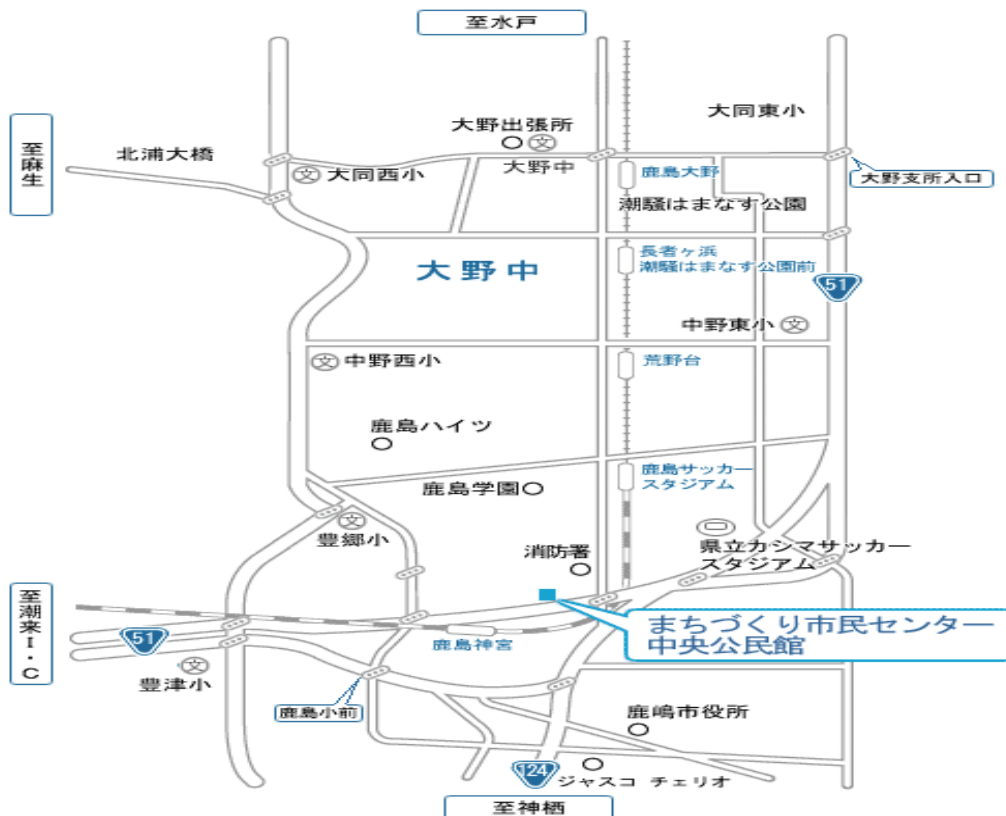 至水戸
大同東小
大野出張所
文
至麻生
北浦大橋
文 大同西小
大野中
鹿島大野
大野支所入口
潮騒はまなす公園
長者ヶ浜
潮騒はまなす公園前
大野中
51
中野東小 文
文 中野西小
荒野台
鹿島ハイツ
鹿島サッカー
スタジアム
鹿島学園
文
豊郷小
消防署
県立カシマサッカー
スタジアム
至潮来I・C
51
まちづくり市民センター
中央公民館
鹿島神宮
文
豊津小
鹿島小前
鹿嶋市役所
124
ジャスコ チェリオ
至神栖